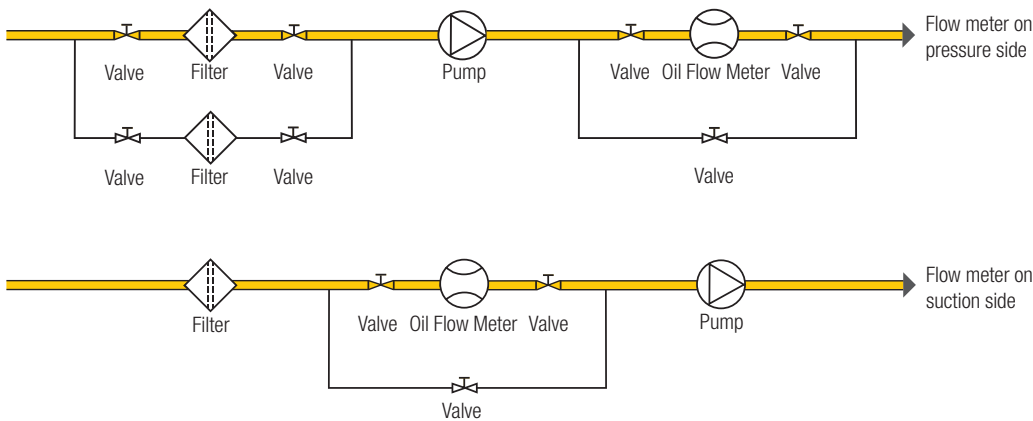 Flow meter on
pressure side
Valve Filter Valve Pump Valve Oil Flow Meter Valve
Valve Filter Valve Valve
Flow meter on
suction side
Filter Valve Oil Flow Meter Valve Pump
Valve